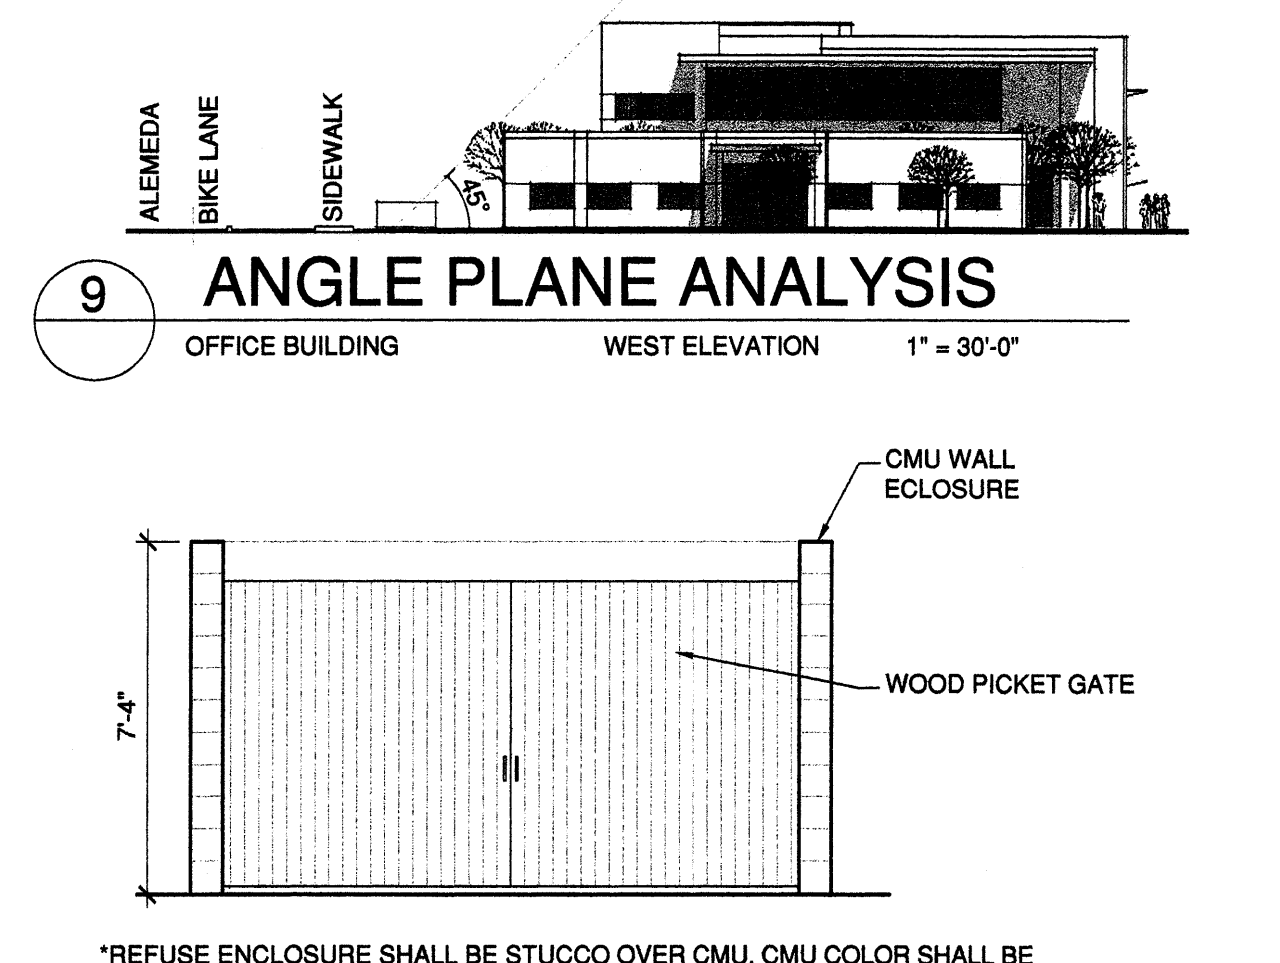 ALEMEDA
BIKE LANE
SIDEWALK
45°
9
ANGLE PLANE ANALYSIS
OFFICE BUILDING
WEST ELEVATION
1" = 30'-0"
CMU WALL
ECLOSURE
7'-4"
WOOD PICKET GATE
*REFUSE ENCLOSURE SHALL BE STUCCO OVER CMU. CMU COLOR SHALL BE